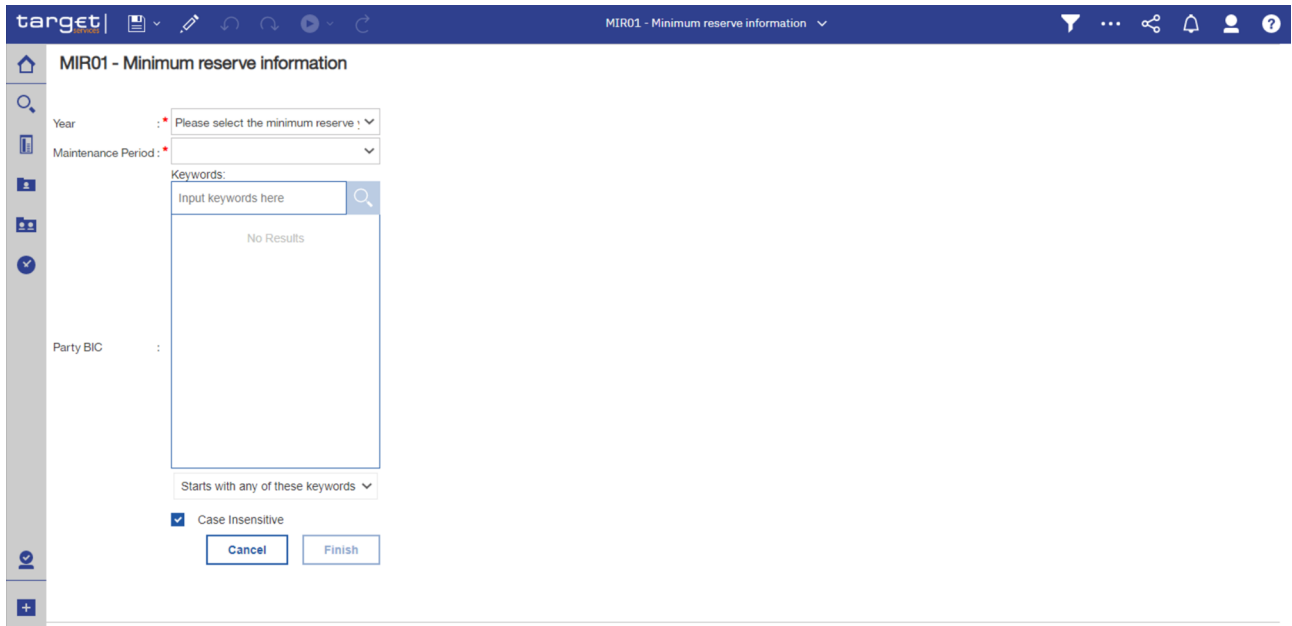 target|
services
MIR01 - Minimum reserve information
?
MIR01 - Minimum reserve information
Year :* Please select the minimum reserve y
Maintenance Period : *
Keywords:
Input keywords here
No Results
Party BIC :
Starts with any of these keywords
Case Insensitive
Cancel Finish